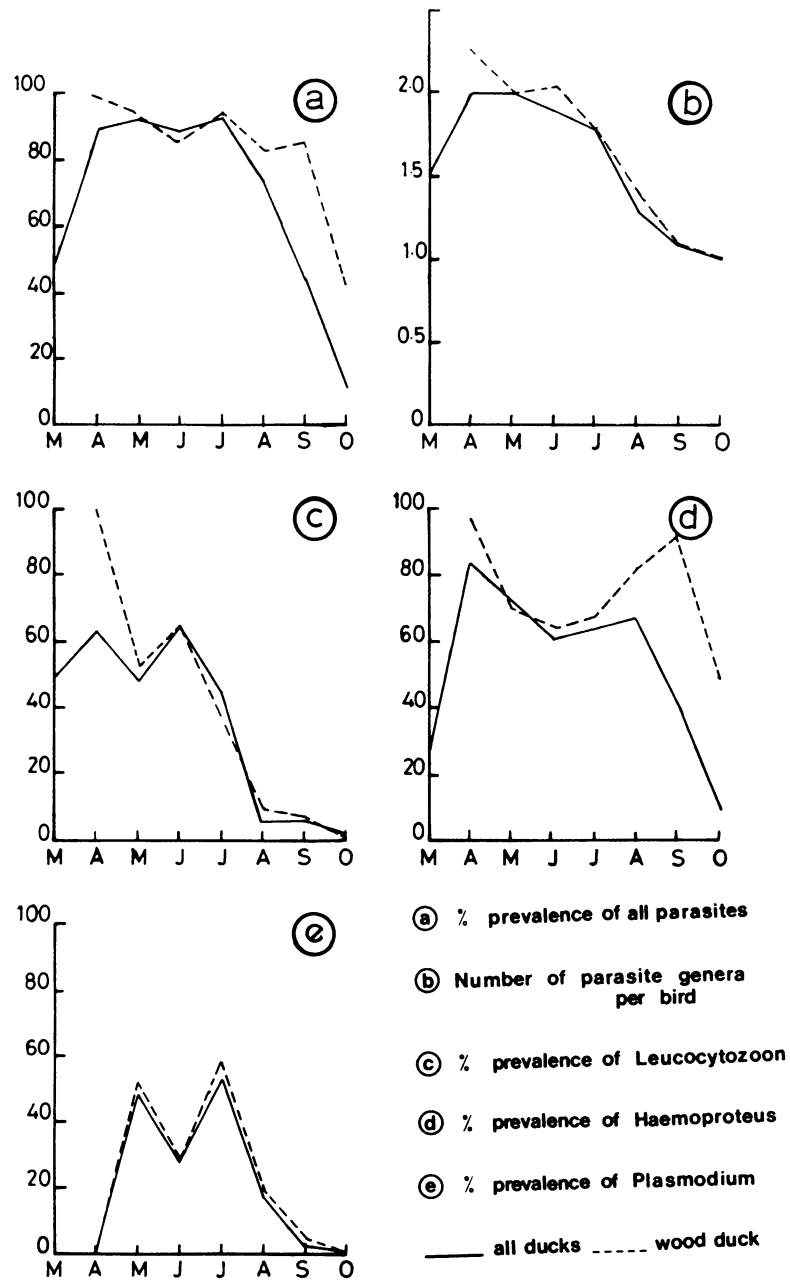 100
80
60
40
20
0
M A M J J A S O
a
2.0
1.5
1.0
0.5
0
M A M J J A S O
b
100
80
60
40
20
0
M A M J J A S O
c
100
80
60
40
20
0
M A M J J A S O
d
100
80
60
40
20
0
M A M J J A S O
e
a % prevalence of all parasites
b Number of parasite genera
per bird
c % prevalence of Leucocytozoon
d % prevalence of Haemoproteus
e % prevalence of Plasmodium
all ducks wood duck